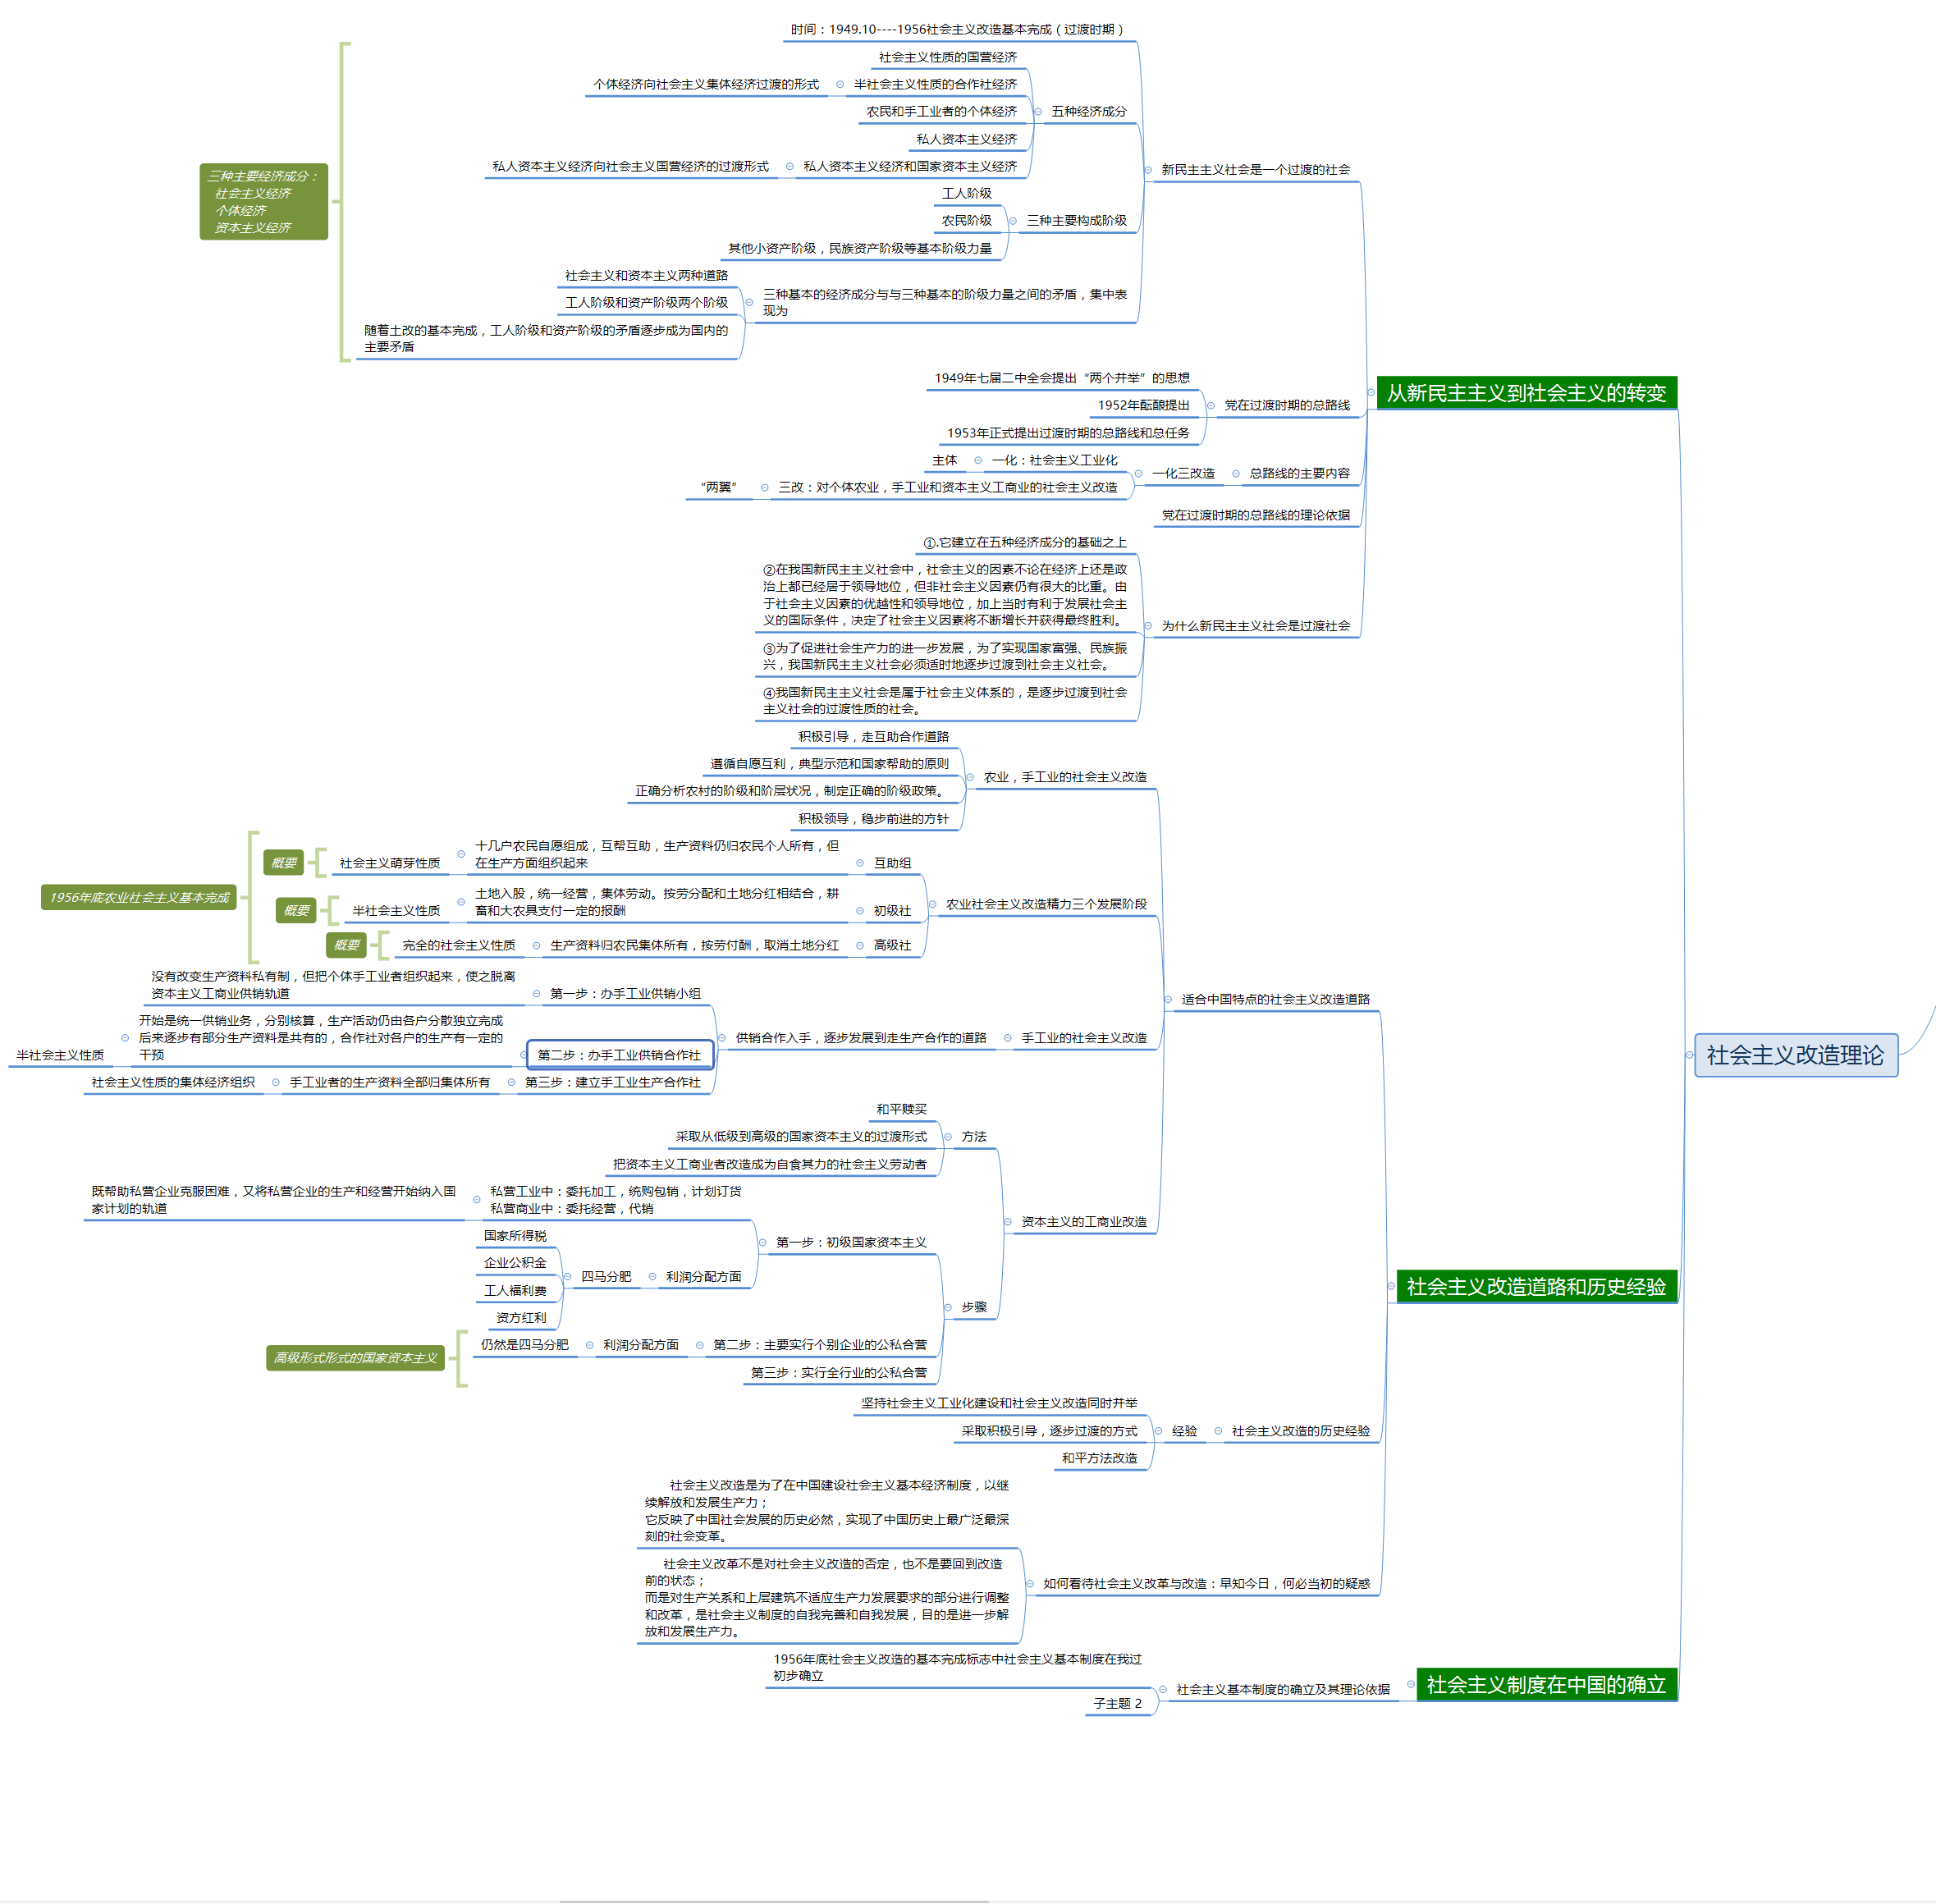 社会主义改造理论
从新民主主义到社会主义的转变
新民主主义社会是一个过渡的社会
时间：1949.10----1956社会主义改造基本完成（过渡时期）
五种经济成分
社会主义性质的国营经济
半社会主义性质的合作社经济
个体经济向社会主义集体经济过渡的形式
农民和手工业者的个体经济
私人资本主义经济
私人资本主义经济和国家资本主义经济
私人资本主义经济向社会主义国营经济的过渡形式
三种主要构成阶级
工人阶级
农民阶级
其他小资产阶级，民族资产阶级等基本阶级力量
三种基本的经济成分与与三种基本的阶级力量之间的矛盾，集中表
现为
社会主义和资本主义两种道路
工人阶级和资产阶级两个阶级
随着土改的基本完成，工人阶级和资产阶级的矛盾逐步成为国内的
主要矛盾
三种主要经济成分：
社会主义经济
个体经济
资本主义经济
党在过渡时期的总路线
1949年七届二中全会提出“两个并举”的思想
1952年酝酿提出
1953年正式提出过渡时期的总路线和总任务
总路线的主要内容
一化三改造
一化：社会主义工业化
主体
三改：对个体农业，手工业和资本主义工商业的社会主义改造
“两翼”
党在过渡时期的总路线的理论依据
为什么新民主主义社会是过渡社会
①.它建立在五种经济成分的基础之上
②在我国新民主主义社会中，社会主义的因素不论在经济上还是政
治上都已经居于领导地位，但非社会主义因素仍有很大的比重。由
于社会主义因素的优越性和领导地位，加上当时有利于发展社会主
义的国际条件，决定了社会主义因素将不断增长并获得最终胜利。
③为了促进社会生产力的进一步发展，为了实现国家富强、民族振
兴，我国新民主主义社会必须适时地逐步过渡到社会主义社会。
④我国新民主主义社会是属于社会主义体系的，是逐步过渡到社会
主义社会的过渡性质的社会。
社会主义改造道路和历史经验
适合中国特点的社会主义改造道路
农业，手工业的社会主义改造
积极引导，走互助合作道路
遵循自愿互利，典型示范和国家帮助的原则
正确分析农村的阶级和阶层状况，制定正确的阶级政策。
积极领导，稳步前进的方针
农业社会主义改造精力三个发展阶段
互助组
十几户农民自愿组成，互帮互助，生产资料仍归农民个人所有，但
在生产方面组织起来
社会主义萌芽性质
概要
初级社
土地入股，统一经营，集体劳动。按劳分配和土地分红相结合，耕
畜和大农具支付一定的报酬
半社会主义性质
概要
高级社
生产资料归农民集体所有，按劳付酬，取消土地分红
完全的社会主义性质
概要
1956年底农业社会主义基本完成
手工业的社会主义改造
供销合作入手，逐步发展到走生产合作的道路
第一步：办手工业供销小组
没有改变生产资料私有制，但把个体手工业者组织起来，使之脱离
资本主义工商业供销轨道
第二步：办手工业供销合作社
开始是统一供销业务，分别核算，生产活动仍由各户分散独立完成
后来逐步有部分生产资料是共有的，合作社对各户的生产有一定的
干预
半社会主义性质
第三步：建立手工业生产合作社
手工业者的生产资料全部归集体所有
社会主义性质的集体经济组织
资本主义的工商业改造
方法
和平赎买
采取从低级到高级的国家资本主义的过渡形式
把资本主义工商业者改造成为自食其力的社会主义劳动者
步骤
第一步：初级国家资本主义
私营工业中：委托加工，统购包销，计划订货
私营商业中：委托经营，代销
既帮助私营企业克服困难，又将私营企业的生产和经营开始纳入国
家计划的轨道
利润分配方面
四马分肥
国家所得税
企业公积金
工人福利费
资方红利
第二步：主要实行个别企业的公私合营
利润分配方面
仍然是四马分肥
第三步：实行全行业的公私合营
高级形式形式的国家资本主义
社会主义改造的历史经验
经验
坚持社会主义工业化建设和社会主义改造同时并举
采取积极引导，逐步过渡的方式
和平方法改造
如何看待社会主义改革与改造：早知今日，何必当初的疑惑
社会主义改造是为了在中国建设社会主义基本经济制度，以继
续解放和发展生产力；
它反映了中国社会发展的历史必然，实现了中国历史上最广泛最深
刻的社会变革。
社会主义改革不是对社会主义改造的否定，也不是要回到改造
前的状态；
而是对生产关系和上层建筑不适应生产力发展要求的部分进行调整
和改革，是社会主义制度的自我完善和自我发展，目的是进一步解
放和发展生产力。
社会主义制度在中国的确立
社会主义基本制度的确立及其理论依据
1956年底社会主义改造的基本完成标志中社会主义基本制度在我过
初步确立
子主题 2